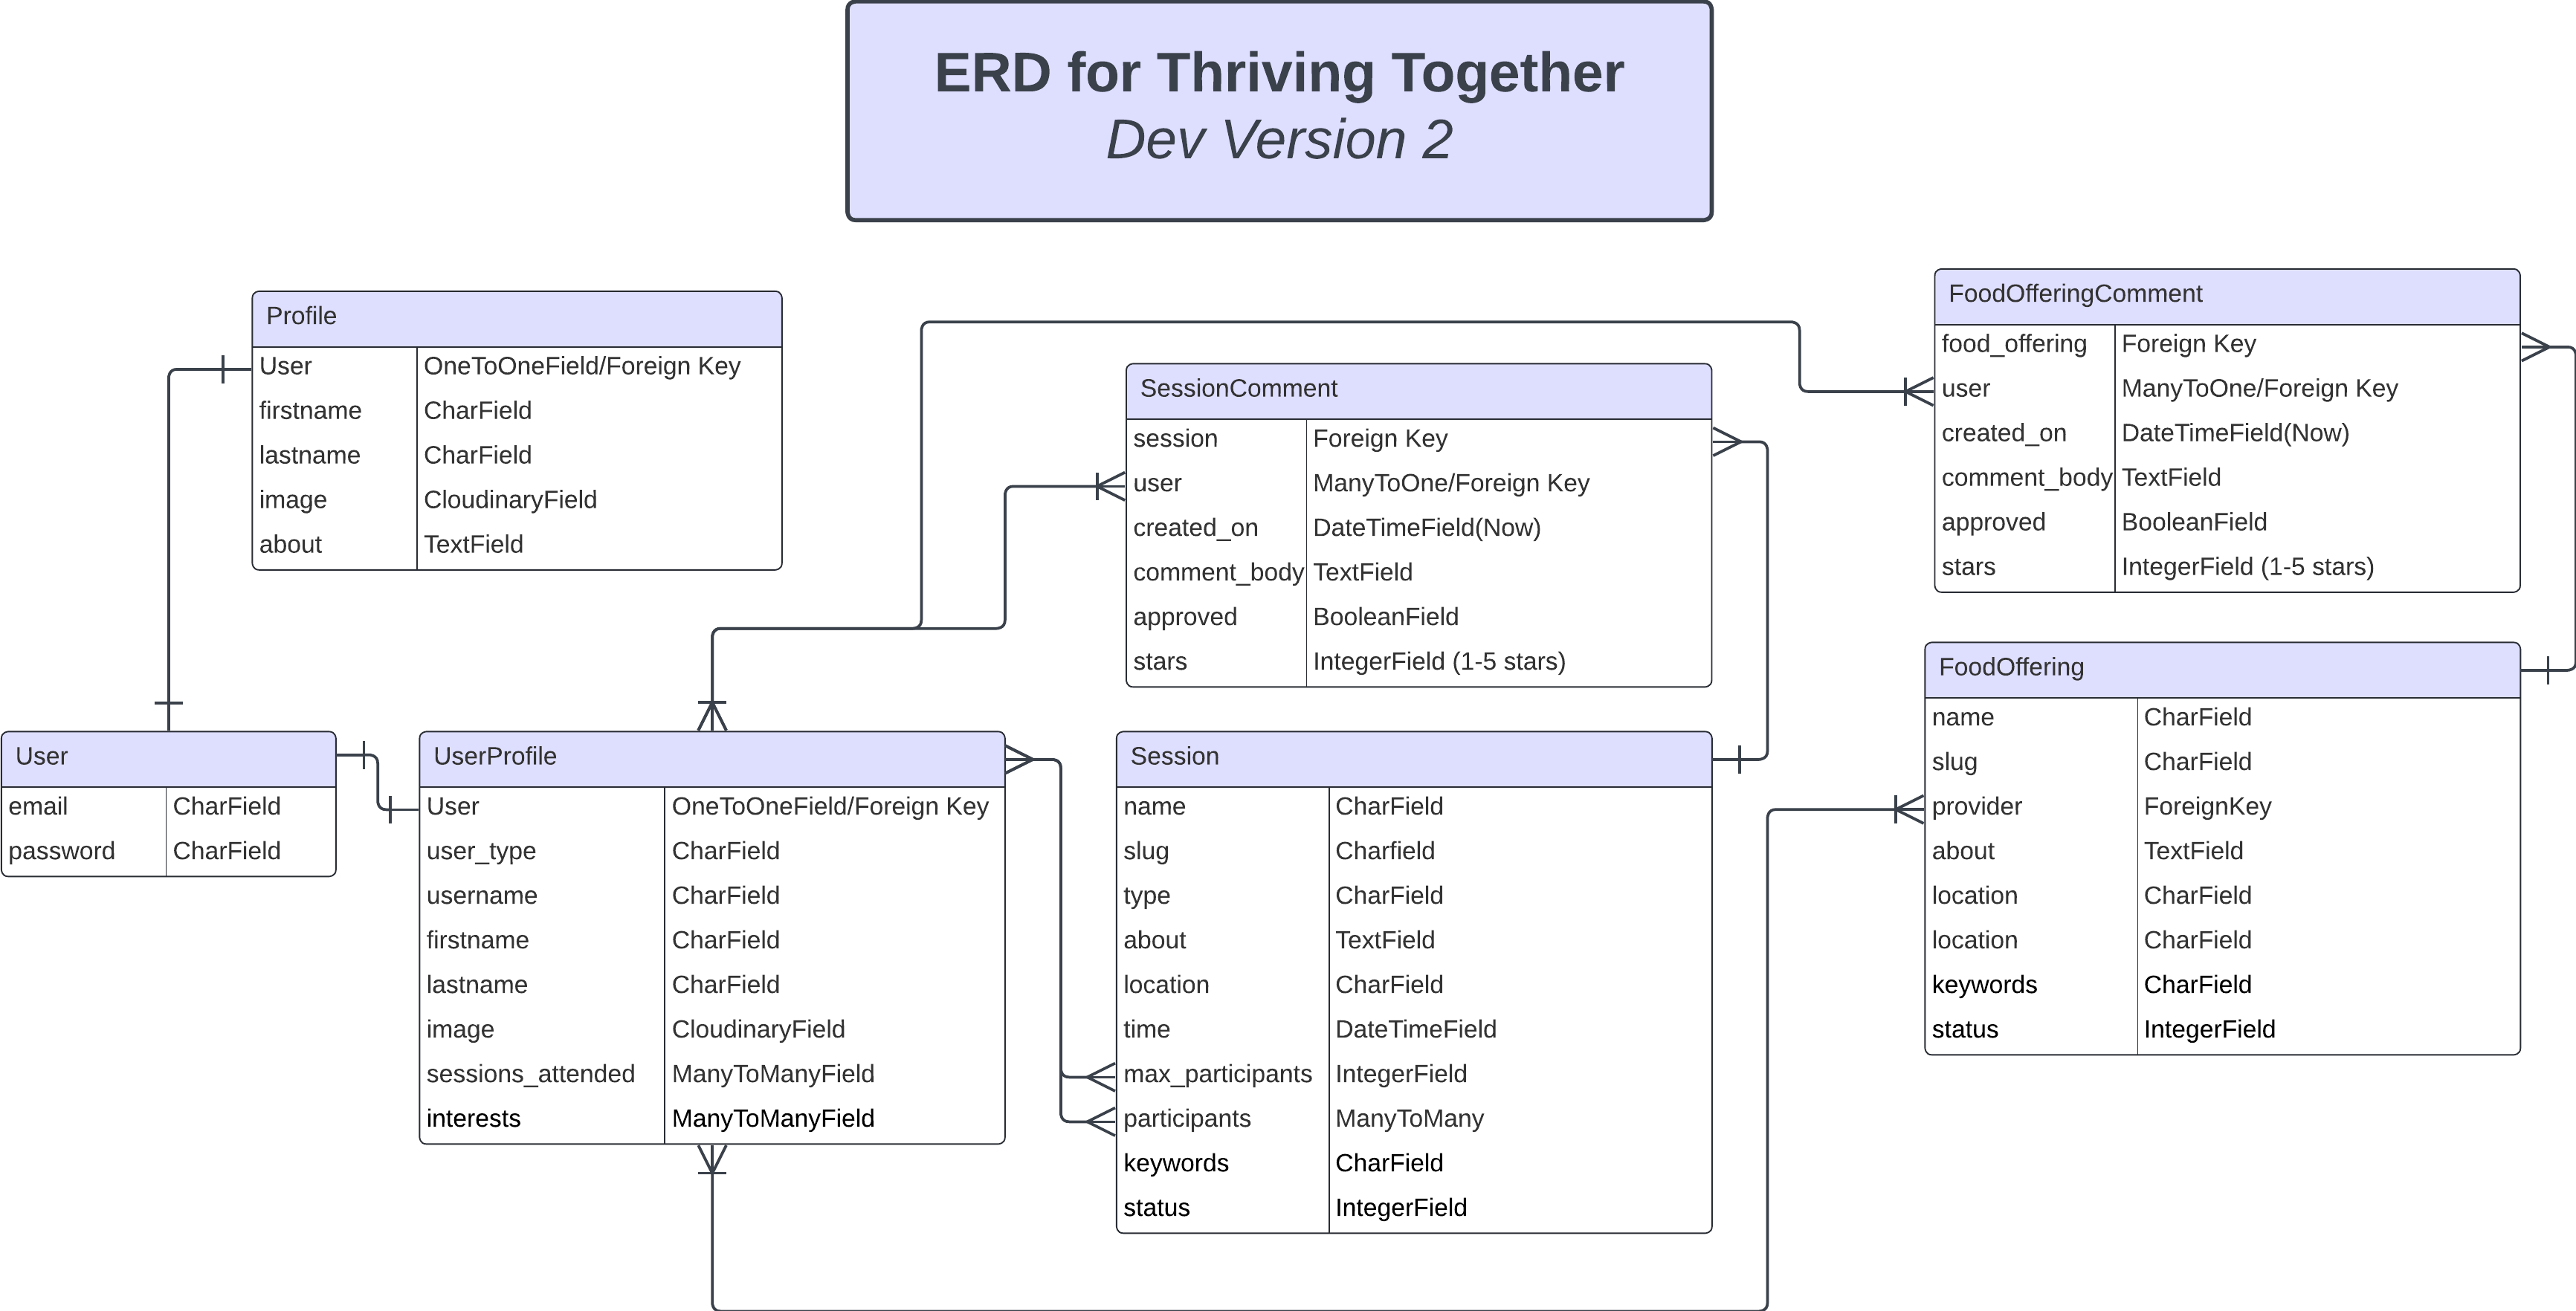 ERD for Thriving Together
Dev Version 2
Profile
User OneToOneField/Foreign Key
firstname CharField
lastname CharField
image CloudinaryField
about TextField
User
email CharField
password CharField
UserProfile
User OneToOneField/Foreign Key
user_type CharField
username CharField
firstname CharField
lastname CharField
image CloudinaryField
sessions_attended ManyToManyField
interests ManyToManyField
SessionComment
session Foreign Key
user ManyToOne/Foreign Key
created_on DateTimeField(Now)
comment_body TextField
approved BooleanField
stars IntegerField (1-5 stars)
Session
name CharField
slug Charfield
type CharField
about TextField
location CharField
time DateTimeField
max_participants IntegerField
participants ManyToMany
keywords CharField
status IntegerField
FoodOfferingComment
food_offering Foreign Key
user ManyToOne/Foreign Key
created_on DateTimeField(Now)
comment_body TextField
approved BooleanField
stars IntegerField (1-5 stars)
FoodOffering
name CharField
slug CharField
provider ForeignKey
about TextField
location CharField
location CharField
keywords CharField
status IntegerField